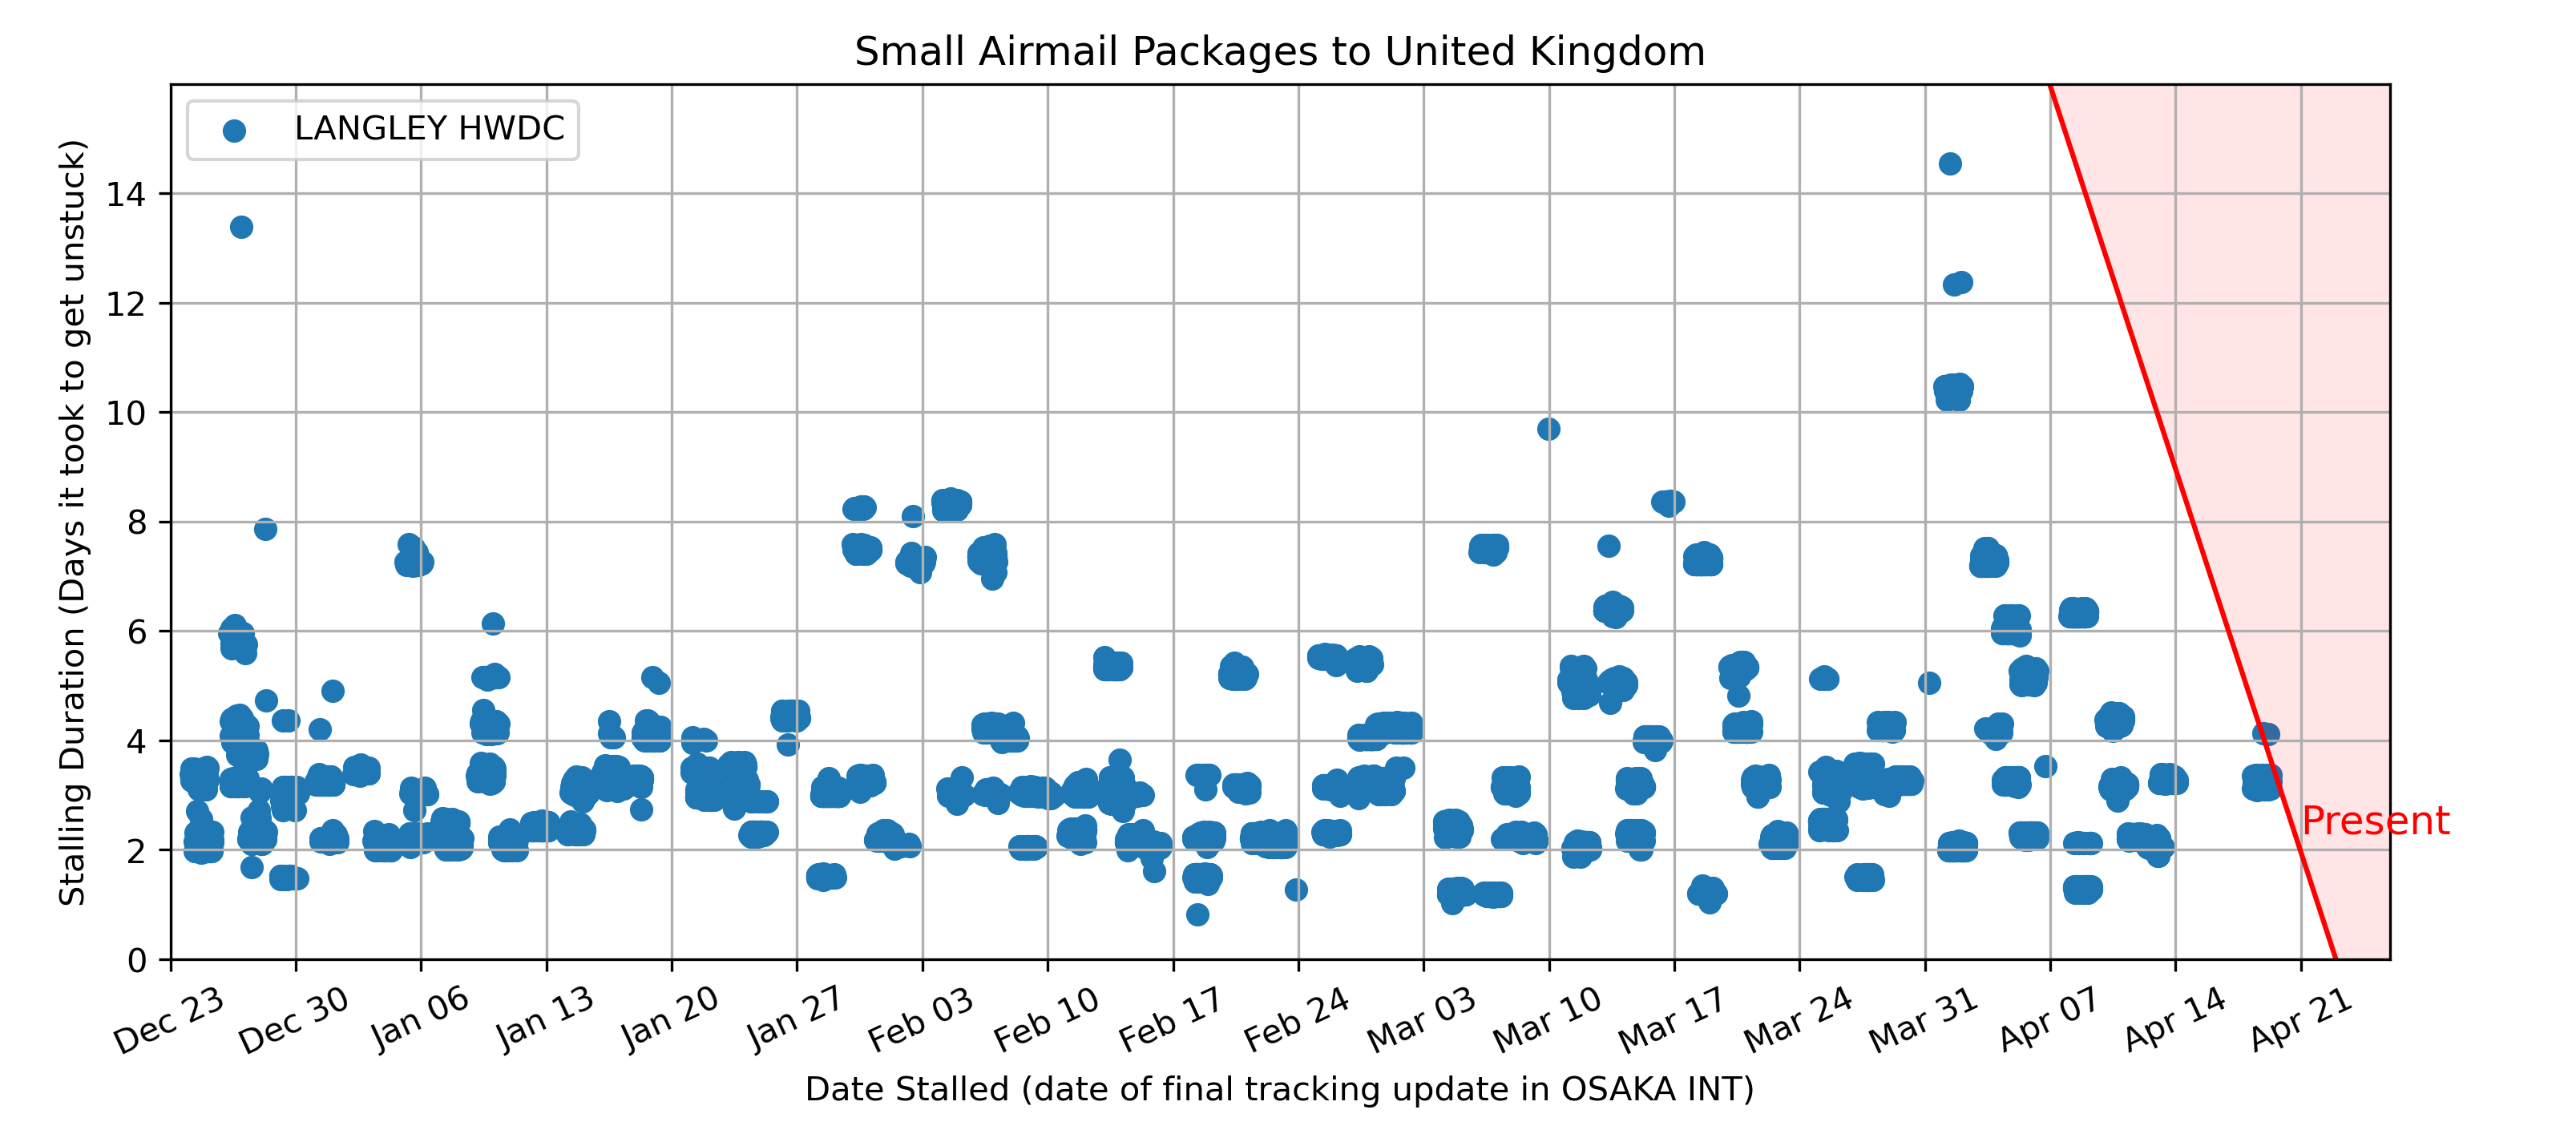 Small Airmail Packages to United Kingdom
LANGLEY HWDC
Stalling Duration (Days it took to get unstuck)
14
12
10
8
6
4
2
0
Present
Dec 23 Dec 30 Jan 06 Jan 13 Jan 20 Jan 27 Feb 03 Feb 10 Feb 17 Feb 24 Mar 03 Mar 10 Mar 17 Mar 24 Mar 31 Apr 07 Apr 14 Apr 21
Date Stalled (date of final tracking update in OSAKA INT)